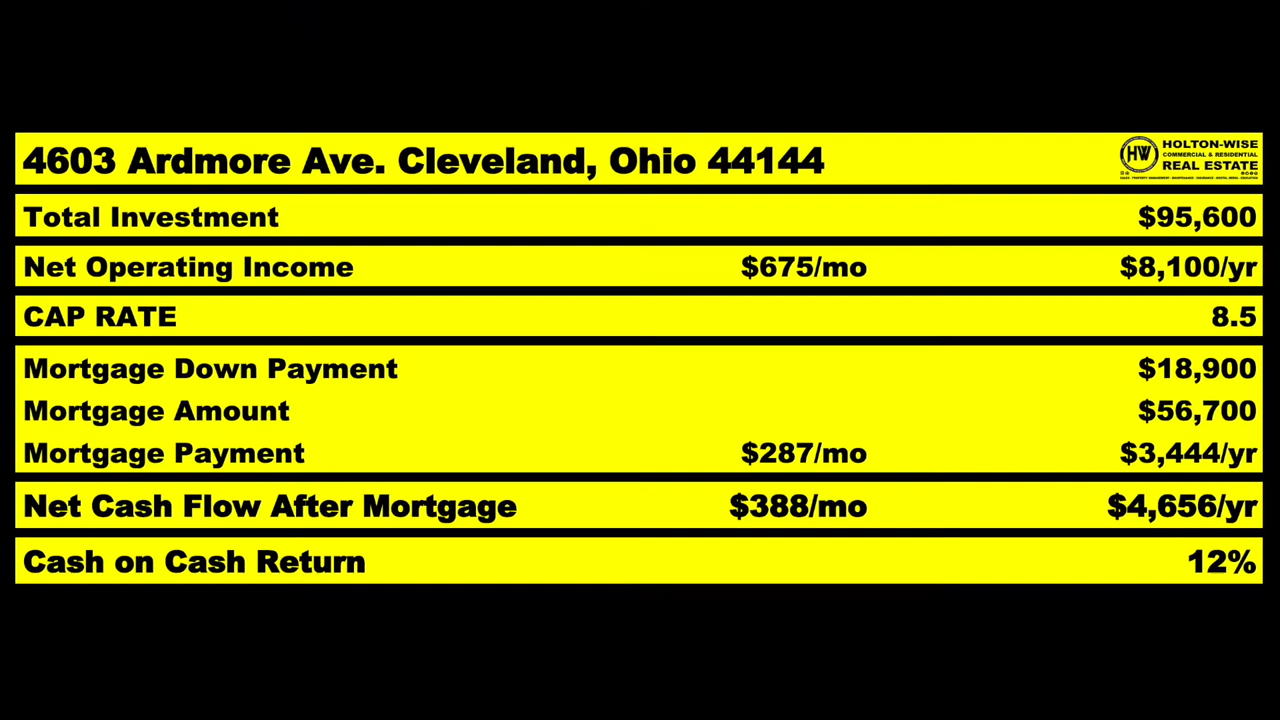 4603 Ardmore Ave. Cleveland, Ohio 44144
HW
HOLTON-WISE
COMMERCIAL & RESIDENTIAL
REAL ESTATE
Total Investment $95,600
Net Operating Income $675/mo $8,100/yr
CAP RATE 8.5
Mortgage Down Payment $18,900
Mortgage Amount $56,700
Mortgage Payment $287/mo $3,444/yr
Net Cash Flow After Mortgage $388/mo $4,656/yr
Cash on Cash Return 12%